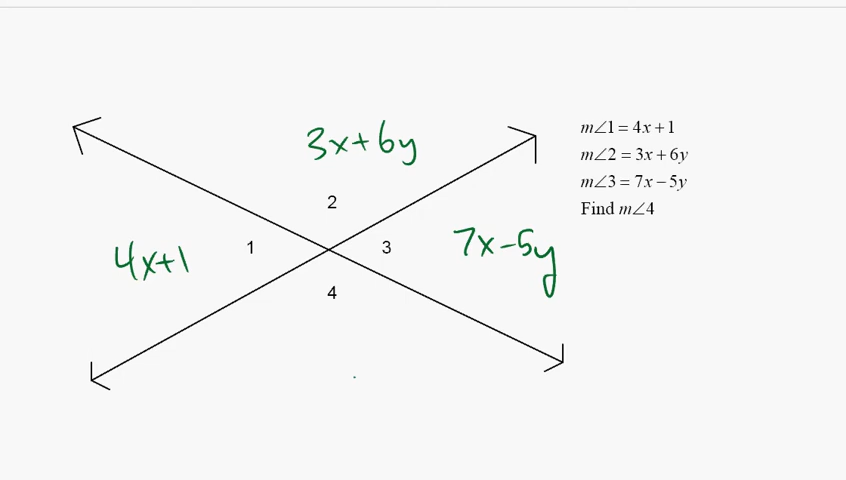 3x+6y
2
1
3
4x+1
7x-5y
4
m∠1 = 4x+1
m∠2 = 3x+6y
m∠3 = 7x-5y
Find m∠4